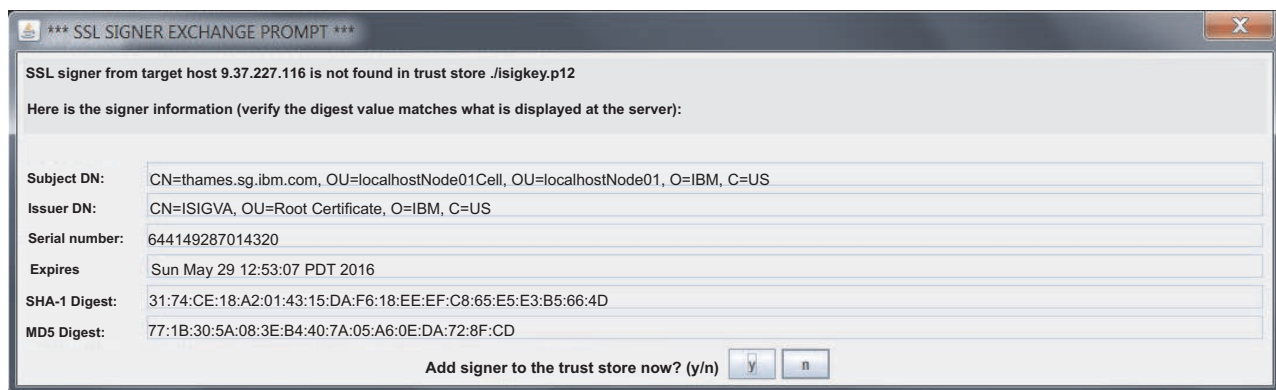 *** SSL SIGNER EXCHANGE PROMPT ***
X
SSL signer from target host 9.37.227.116 is not found in trust store ./isigkey.p12
Here is the signer information (verify the digest value matches what is displayed at the server):
Subject DN: CN=thames.sg.ibm.com, OU=localhostNode01Cell, OU=localhostNode01, O=IBM, C=US
Issuer DN: CN=ISIGVA, OU=Root Certificate, O=IBM, C=US
Serial number: 644149287014320
Expires Sun May 29 12:53:07 PDT 2016
SHA-1 Digest: 31:74:CE:18:A2:01:43:15:DA:F6:18:EE:EF:C8:65:E5:E3:B5:66:4D
MD5 Digest: 77:1B:30:5A:08:3E:B4:40:7A:05:A6:0E:DA:72:8F:CD
Add signer to the trust store now? (y/n) y n